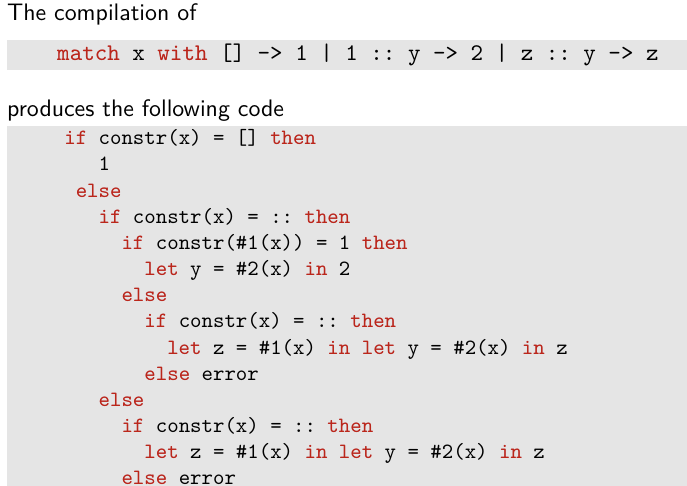 The compilation of
match x with [] -> 1 | 1 :: y -> 2 | z :: y -> z
produces the following code
if constr(x) = [] then
1
else
if constr(x) = :: then
if constr(#1(x)) = 1 then
let y = #2(x) in 2
else
if constr(x) = :: then
let z = #1(x) in let y = #2(x) in z
else error
else
if constr(x) = :: then
let z = #1(x) in let y = #2(x) in z
else error